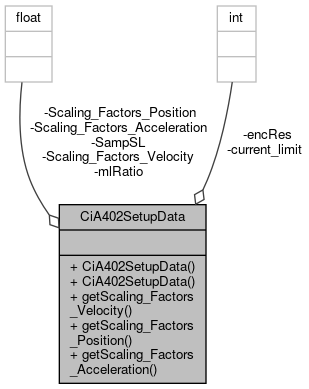 float
int
-Scaling_Factors_Position
-Scaling_Factors_Acceleration
-SampSL
-Scaling_Factors_Velocity
-mlRatio
-encRes
-current_limit
CiA402SetupData
+ CiA402SetupData()
+ CiA402SetupData()
+ getScaling_Factors
_Velocity()
+ getScaling_Factors
_Position()
+ getScaling_Factors
_Acceleration()